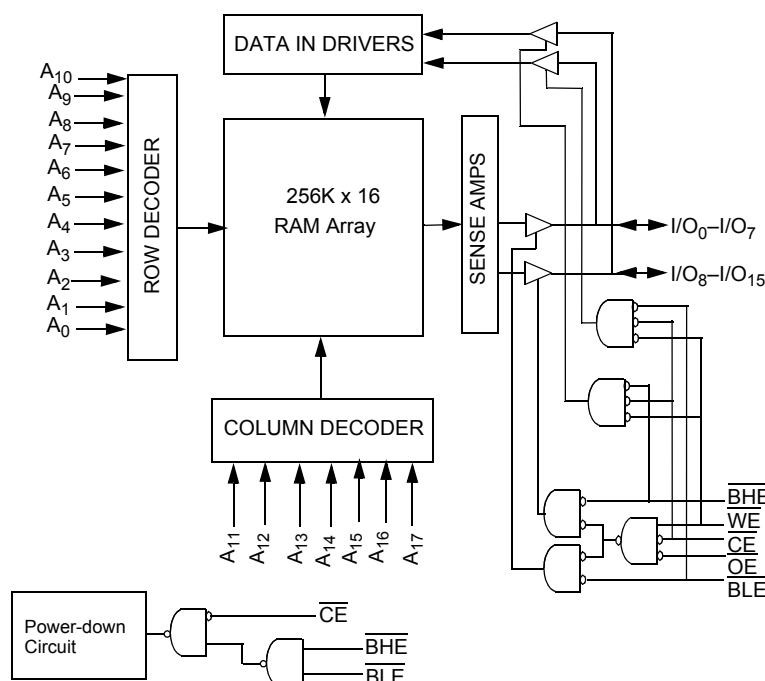 DATA IN DRIVERS
A10
A9
A8
A7
A6
A5
A4
A3
A2
A1
A0
ROW DECODER
256K x 16
RAM Array
SENSE AMPS
I/O0–I/O7
I/O8–I/O15
COLUMN DECODER
A11
A12
A13
A14
A15
A16
A17
BHE
WE
CE
OE
BLE
Power-down
Circuit
CE
BHE
BLE